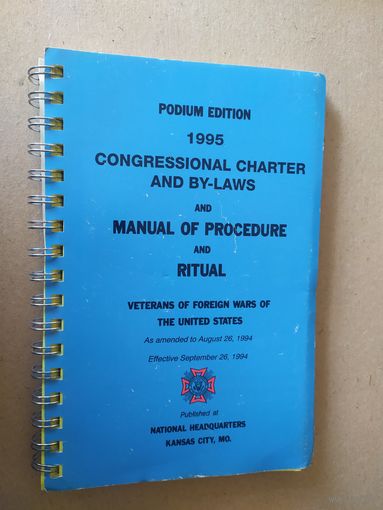 PODIUM EDITION
1995
CONGRESSIONAL CHARTER
AND BY-LAWS
AND
MANUAL OF PROCEDURE
AND
RITUAL
VETERANS OF FOREIGN WARS OF
THE UNITED STATES
As amended to August 26, 1994
Effective September 26, 1994
Published at
NATIONAL HEADQUARTERS
KANSAS CITY, MO.